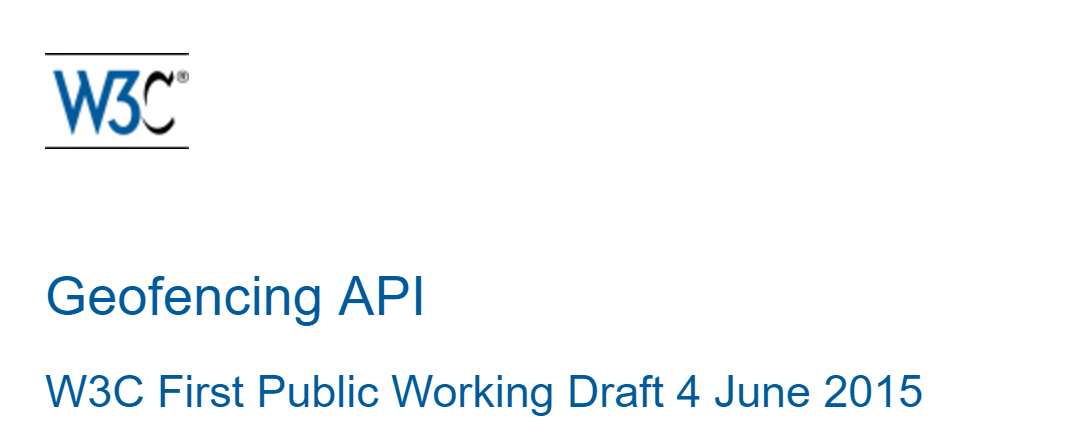 W3C®
Geofencing API
W3C First Public Working Draft 4 June 2015